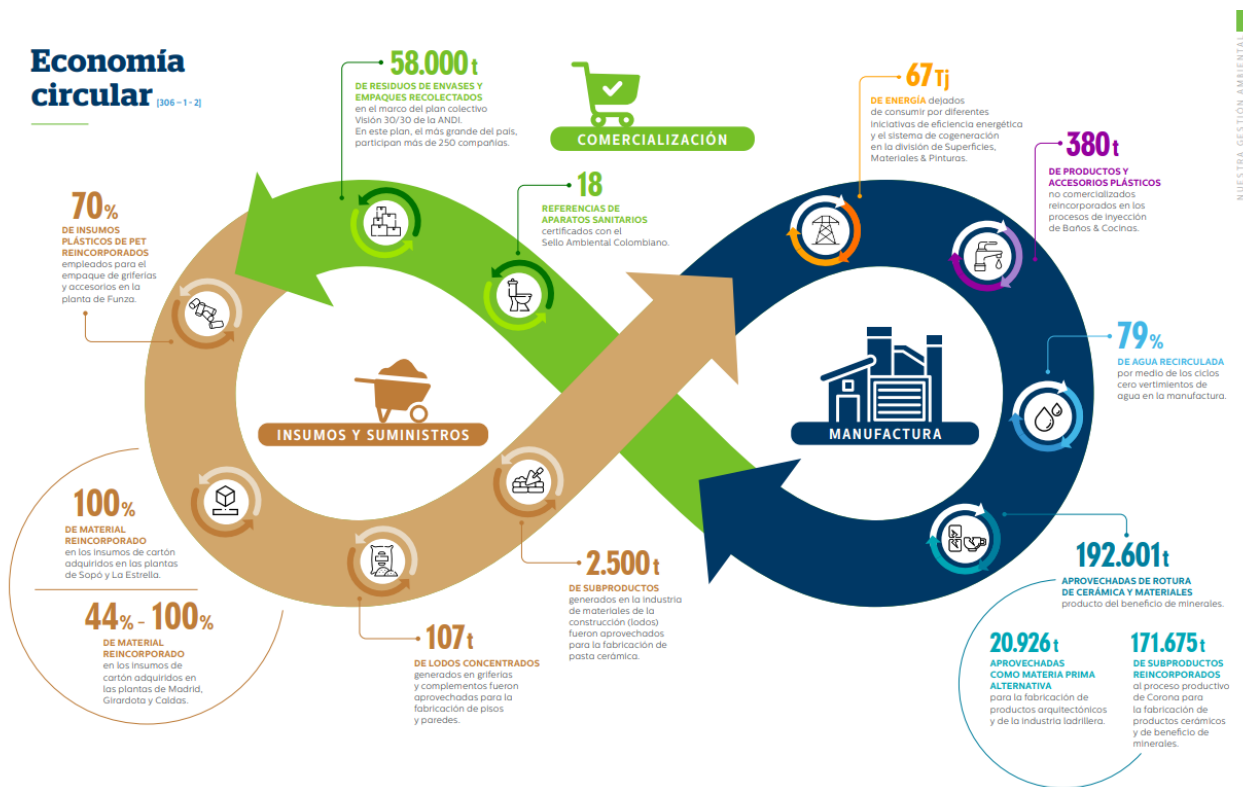 Economía
circular [306 – 1 - 2]
58.000 t
DE RESIDUOS DE ENVASES Y
EMPAQUES RECOLECTADOS
en el marco del plan colectivo
Visión 30/30 de la ANDI.
En este plan, el más grande del país,
participan más de 250 compañías.
COMERCIALIZACIÓN
18
REFERENCIAS DE
APARATOS SANITARIOS
certificados con el
Sello Ambiental Colombiano.
67 Tj
DE ENERGÍA dejados
de consumir por diferentes
iniciativas de eficiencia energética
y el sistema de cogeneración
en la división de Superficies,
Materiales & Pinturas.
380 t
DE PRODUCTOS Y
ACCESORIOS PLÁSTICOS
no comercializados
reincorporados en los
procesos de inyección
de Baños & Cocinas.
NUESTRA GESTIÓN AMBIENTAL
70%
DE INSUMOS
PLÁSTICOS DE PET
REINCORPORADOS
empleados para el
empaque de griferías
y accesorios en la
planta de Funza.
79%
DE AGUA RECIRCULADA
por medio de los ciclos
cero vertimientos de
agua en la manufactura.
INSUMOS Y SUMINISTROS
MANUFACTURA
100%
DE MATERIAL
REINCORPORADO
en los insumos de cartón
adquiridos en las plantas
de Sopó y La Estrella.
44% - 100%
DE MATERIAL
REINCORPORADO
en los insumos de
cartón adquiridos en
las plantas de Madrid,
Girardota y Caldas.
107 t
DE LODOS CONCENTRADOS
generados en griferías
y complementos fueron
aprovechadas para la
fabricación de pisos
y paredes.
2.500 t
DE SUBPRODUCTOS
generados en la industria
de materiales de la
construcción (lodos)
fueron aprovechados
para la fabricación de
pasta cerámica.
192.601 t
APROVECHADAS DE ROTURA
DE CERÁMICA Y MATERIALES
producto del beneficio de minerales.
20.926 t
APROVECHADAS
COMO MATERIA PRIMA
ALTERNATIVA
para la fabricación de
productos arquitectónicos
y de la industria ladrillera.
171.675 t
DE SUBPRODUCTOS
REINCORPORADOS
al proceso productivo
de Corona para
la fabricación de
productos cerámicos
y de beneficio de
minerales.